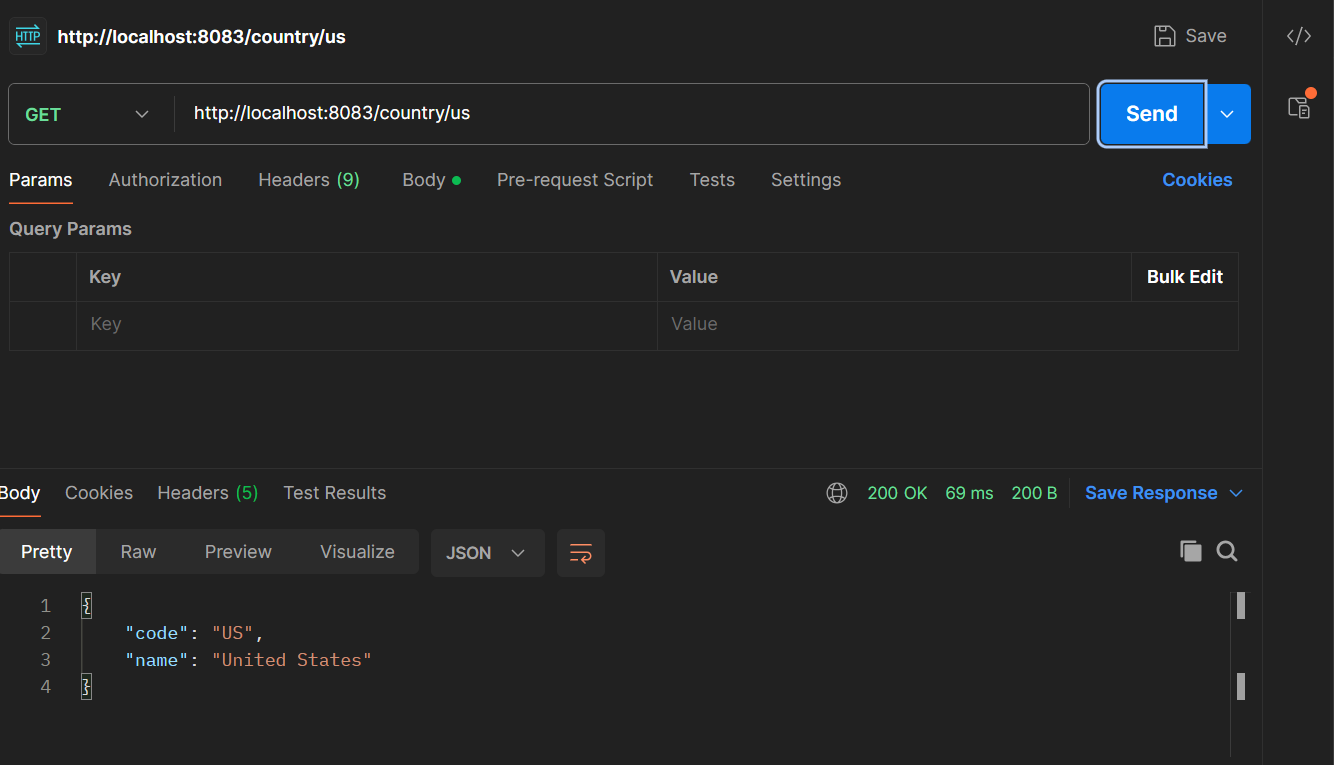 HTTP http://localhost:8083/country/us Save
GET http://localhost:8083/country/us Send
Params Authorization Headers (9) Body Pre-request Script Tests Settings Cookies
Query Params
Key Value Bulk Edit
Key Value
Body Cookies Headers (5) Test Results 200 OK 69 ms 200 B Save Response
Pretty Raw Preview Visualize JSON
1 {
2 "code": "US",
3 "name": "United States"
4 }